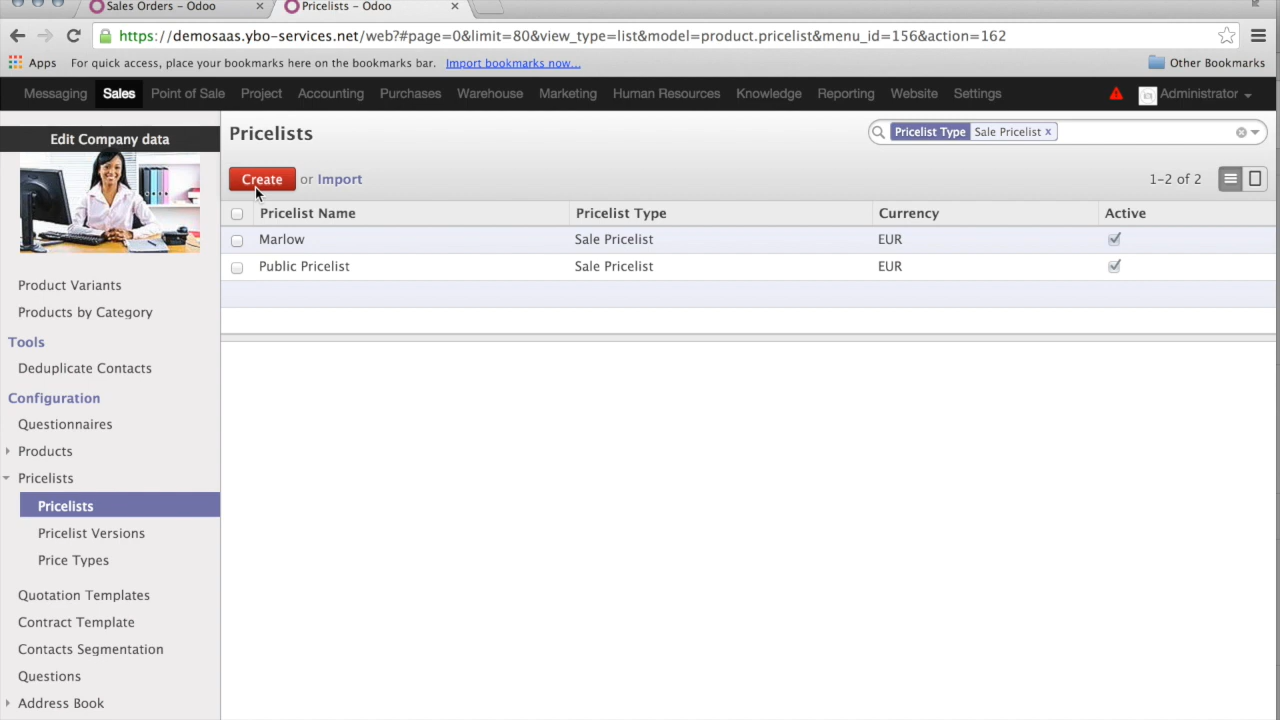 Sales Orders - Odoo × Pricelists - Odoo ×
https://demosaas.ybo-services.net/web?#page=0&limit=80&view_type=list&model=product.pricelist&menu_id=156&action=162
Apps For quick access, place your bookmarks here on the bookmarks bar. Import bookmarks now... Other Bookmarks
Messaging Sales Point of Sale Project Accounting Purchases Warehouse Marketing Human Resources Knowledge Reporting Website Settings Administrator
Edit Company data
Pricelists
Pricelist Type Sale Pricelist x
Create or Import
1-2 of 2
Pricelist Name Pricelist Type Currency Active
Marlow Sale Pricelist EUR
Public Pricelist Sale Pricelist EUR
Product Variants
Products by Category
Tools
Deduplicate Contacts
Configuration
Questionnaires
Products
Pricelists
Pricelists
Pricelist Versions
Price Types
Quotation Templates
Contract Template
Contacts Segmentation
Questions
Address Book